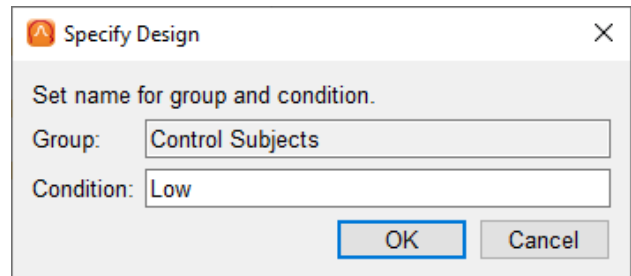 Specify Design
Set name for group and condition.
Group: Control Subjects
Condition: Low
OK Cancel